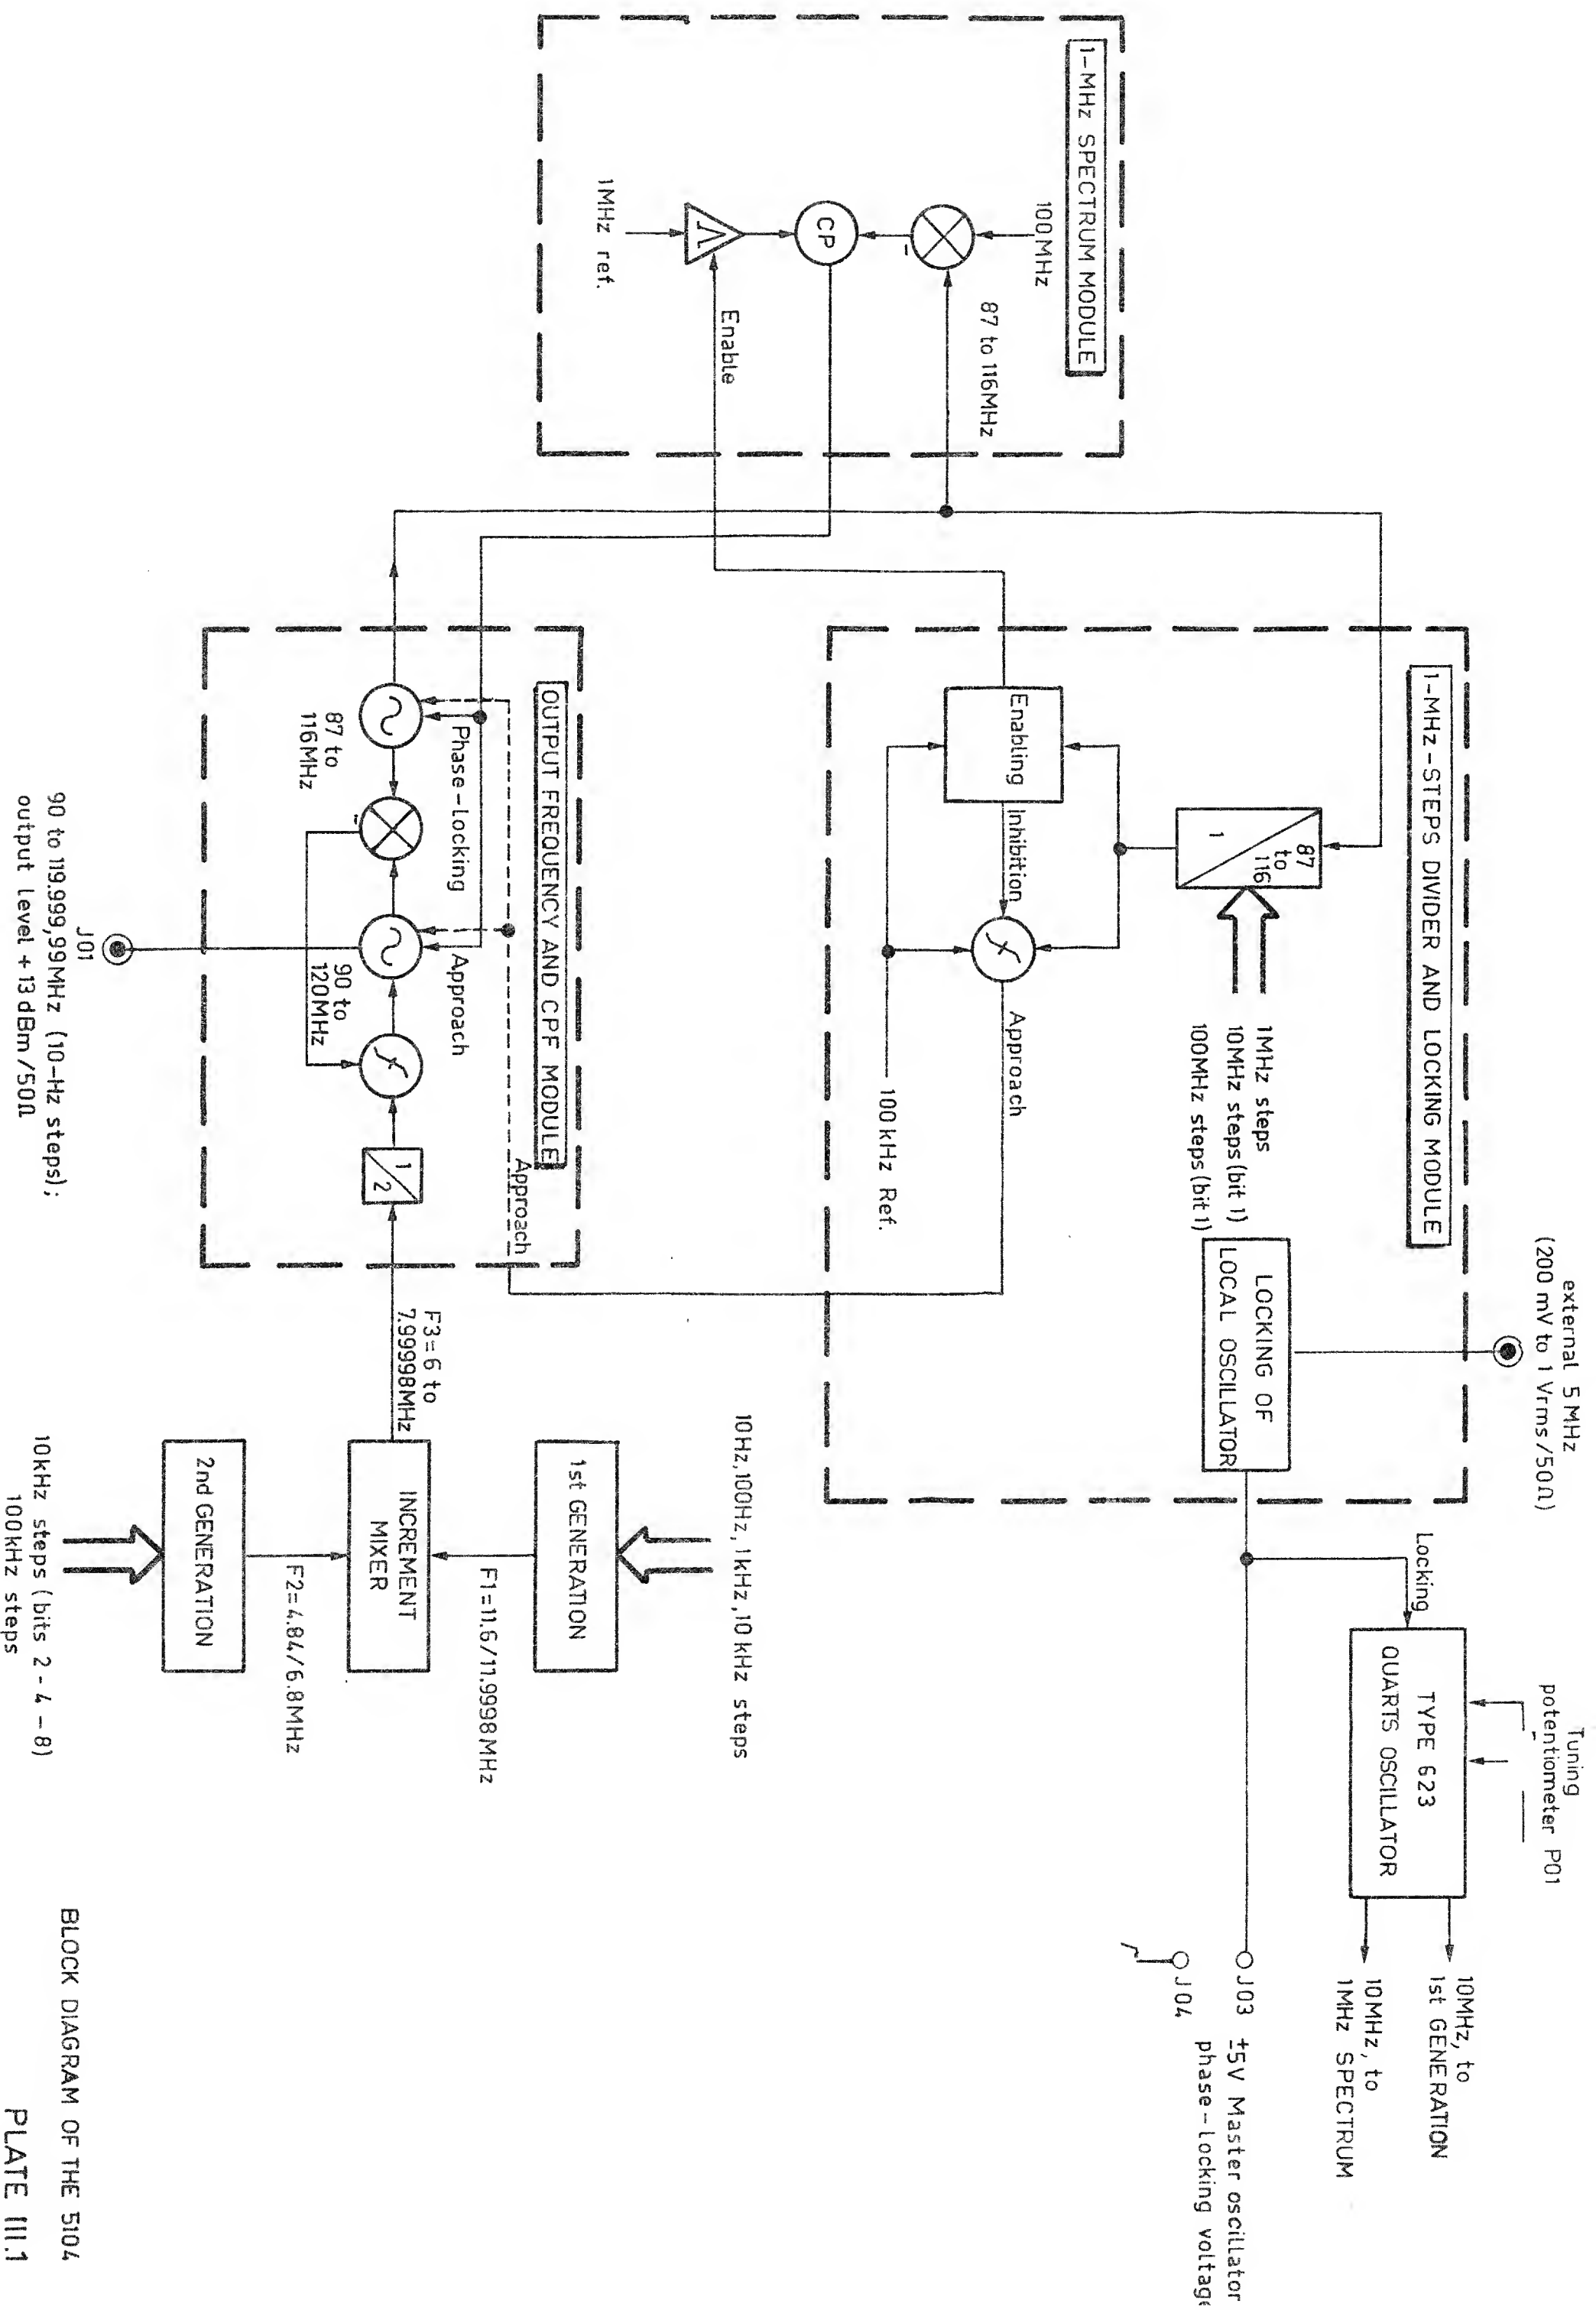 1-MHz SPECTRUM MODULE
100MHz
87 to 116MHz
-
CP
1MHz ref.
Enable
1-MHz-STEPS DIVIDER AND LOCKING MODULE
87
to
116
1
1MHz steps
10MHz steps (bit 1)
100MHz steps (bit 1)
Enabling
Inhibition
Approach
100kHz Ref.
LOCKING OF
LOCAL OSCILLATOR
external 5 MHz
(200 mV to 1 Vrms/50Ω)
Locking
TYPE 623
QUARTS OSCILLATOR
Tuning
potentiometer P01
10MHz, to
1st GENERATION
10MHz, to
1MHz SPECTRUM
J03
±5V Master oscillator
phase-locking voltage
J04
OUTPUT FREQUENCY AND CPF MODULE
Phase-locking
Approach
Approach
87 to
116MHz
-
90 to
120MHz
1
2
J01
90 to 119.999,99MHz (10-Hz steps);
output level +13 dBm/50Ω
F3=6 to
7.99998MHz
10Hz,100Hz,1kHz,10 kHz steps
1st GENERATION
F1=11.6/11.9998MHz
INCREMENT
MIXER
F2=4.84/6.8MHz
2nd GENERATION
10kHz steps (bits 2-4-8)
100kHz steps
BLOCK DIAGRAM OF THE 5104
PLATE III.1